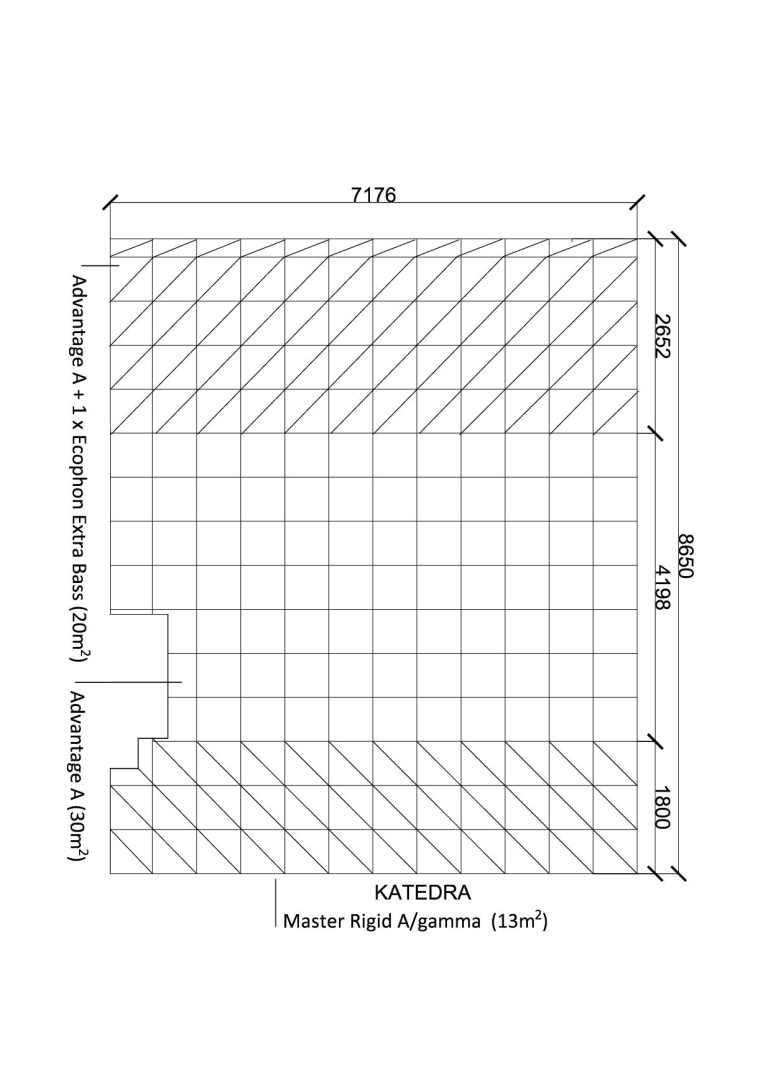 7176
2652
8650
4198
1800
Advantage A + 1 x Ecophon Extra Bass (20m²)
Advantage A (30m²)
KATEDRA
Master Rigid A/gamma (13m²)